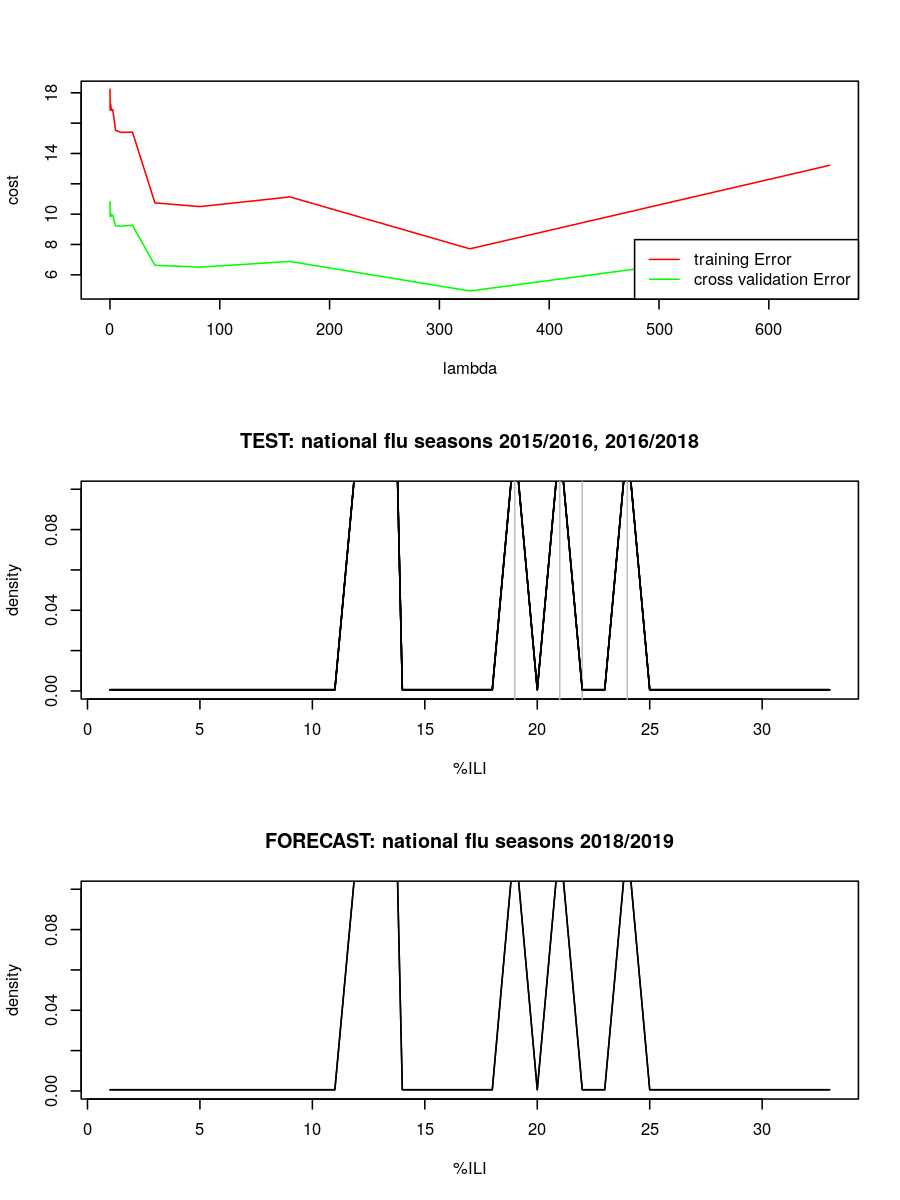 18
14
10
8
6
cost
training Error
cross validation Error
0 100 200 300 400 500 600
lambda
TEST: national flu seasons 2015/2016, 2016/2018
0.08
0.04
0.00
density
0 5 10 15 20 25 30
%ILI
FORECAST: national flu seasons 2018/2019
0.08
0.04
0.00
density
0 5 10 15 20 25 30
%ILI